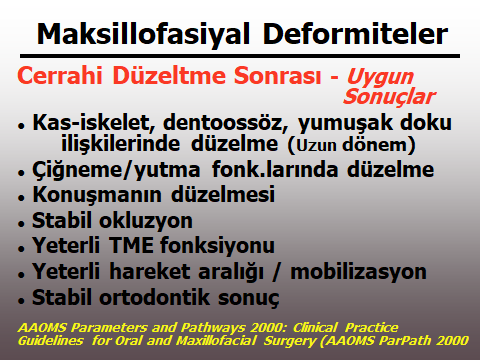 Maksillofasiyal Deformiteler
Cerrahi Düzeltme Sonrası - Uygun
Sonuçlar
● Kas-iskelet, dentoossöz, yumuşak doku
ilişkilerinde düzelme (Uzun dönem)
● Çiğneme/yutma fonk.larında düzelme
● Konuşmanın düzelmesi
● Stabil okluzyon
● Yeterli TME fonksiyonu
● Yeterli hareket aralığı / mobilizasyon
● Stabil ortodontik sonuç
AAOMS Parameters and Pathways 2000: Clinical Practice
Guidelines for Oral and Maxillofacial Surgery (AAOMS ParPath 2000